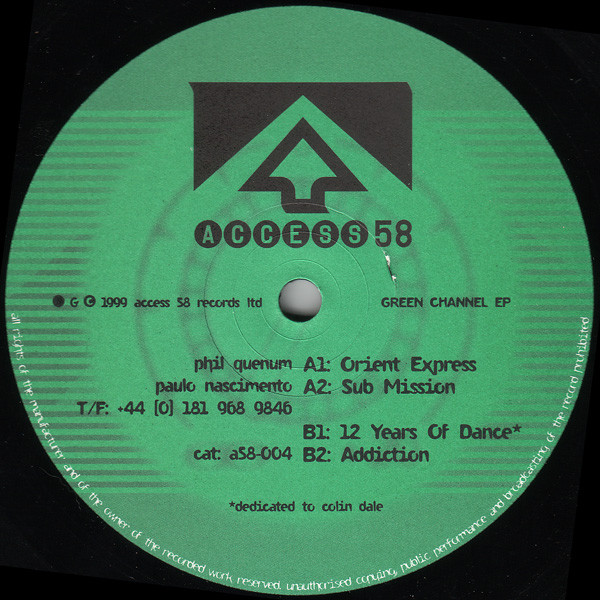 ACCESS 58
● G © 1999 access 58 records ltd
GREEN CHANNEL EP
phil quenum A1: Orient Express
paulo nascimento A2: Sub Mission
T/F: +44 [0] 181 968 9846
B1: 12 Years Of Dance*
cat: a58-004 B2: Addiction
*dedicated to colin dale
all rights of the manufacturer and of the owner of the recorded work reserved. unauthorised copying, public performance and broadcasting of the record prohibited